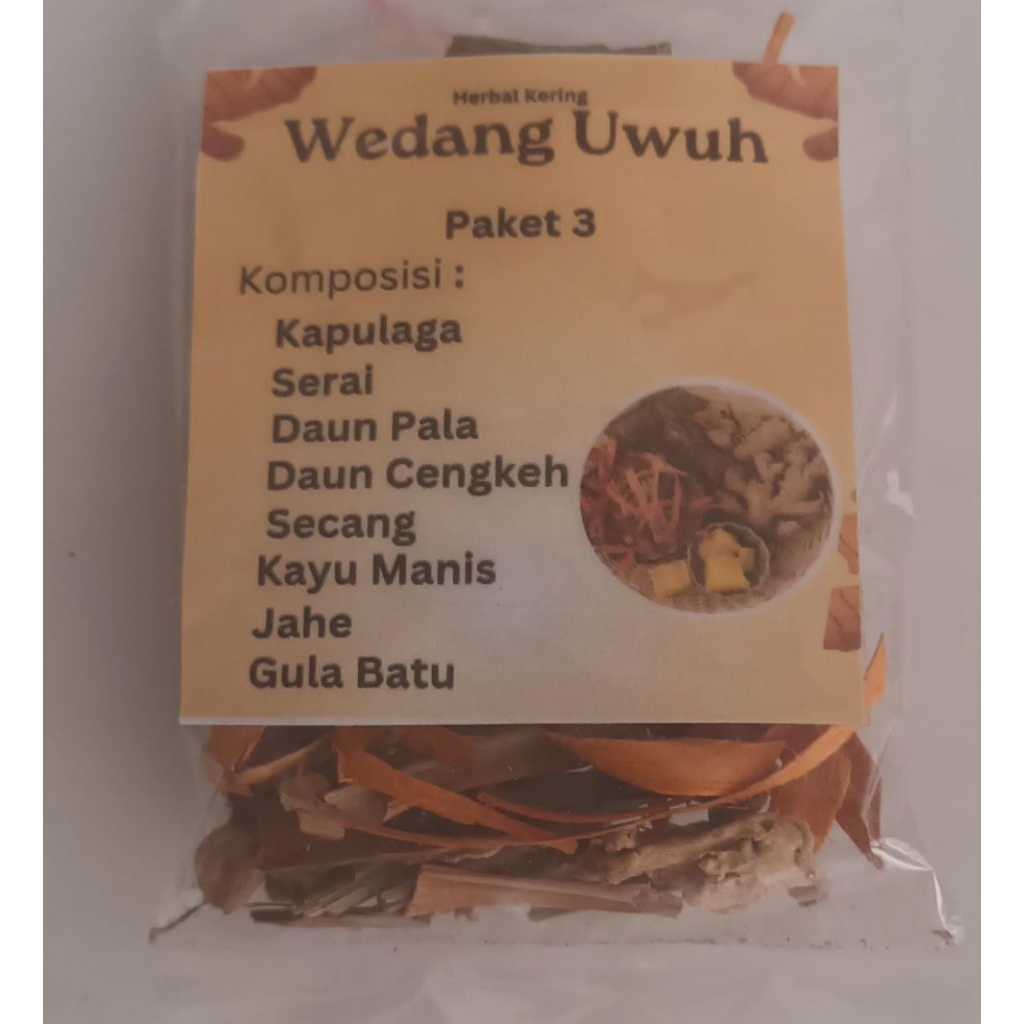 Herbal Kering
Wedang Uwuh
Paket 3
Komposisi :
Kapulaga
Serai
Daun Pala
Daun Cengkeh
Secang
Kayu Manis
Jahe
Gula Batu